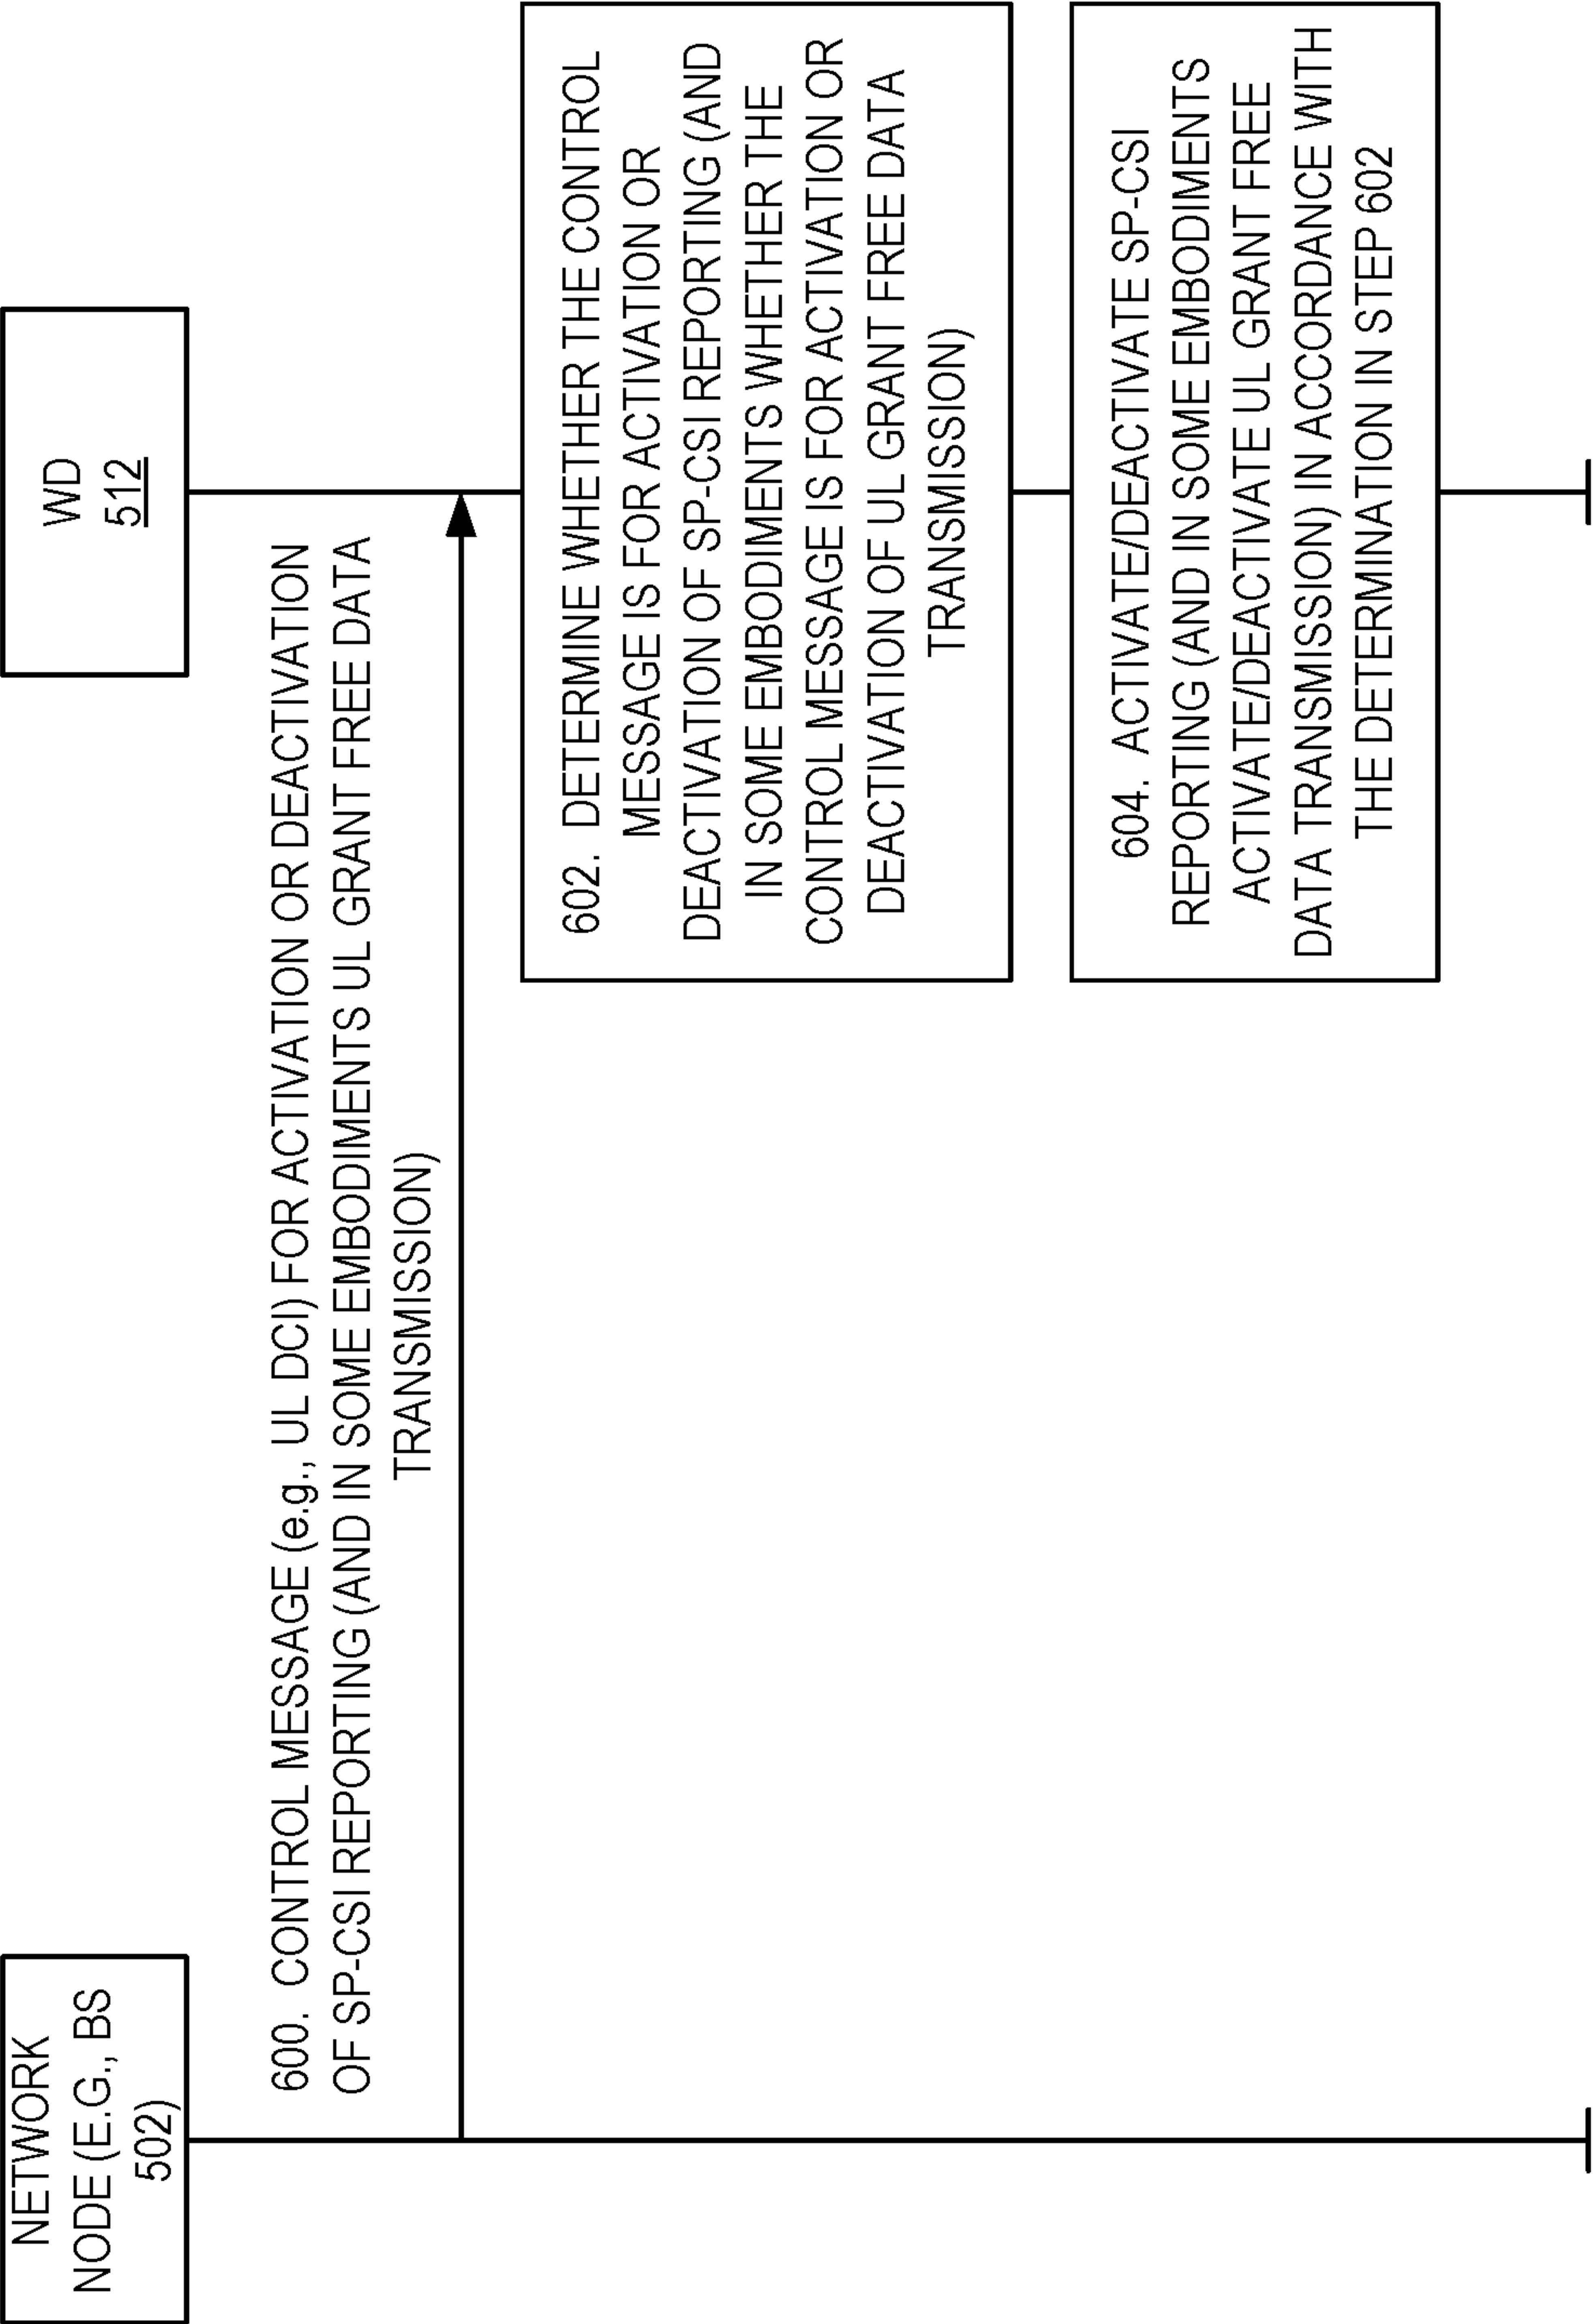 NETWORK
NODE (E.G., BS
502)
WD
512
600. CONTROL MESSAGE (e.g., UL DCI) FOR ACTIVATION OR DEACTIVATION
OF SP-CSI REPORTING (AND IN SOME EMBODIMENTS UL GRANT FREE DATA
TRANSMISSION)
602. DETERMINE WHETHER THE CONTROL
MESSAGE IS FOR ACTIVATION OR
DEACTIVATION OF SP-CSI REPORTING (AND
IN SOME EMBODIMENTS WHETHER THE
CONTROL MESSAGE IS FOR ACTIVATION OR
DEACTIVATION OF UL GRANT FREE DATA
TRANSMISSION)
604. ACTIVATE/DEACTIVATE SP-CSI
REPORTING (AND IN SOME EMBODIMENTS
ACTIVATE/DEACTIVATE UL GRANT FREE
DATA TRANSMISSION) IN ACCORDANCE WITH
THE DETERMINATION IN STEP 602